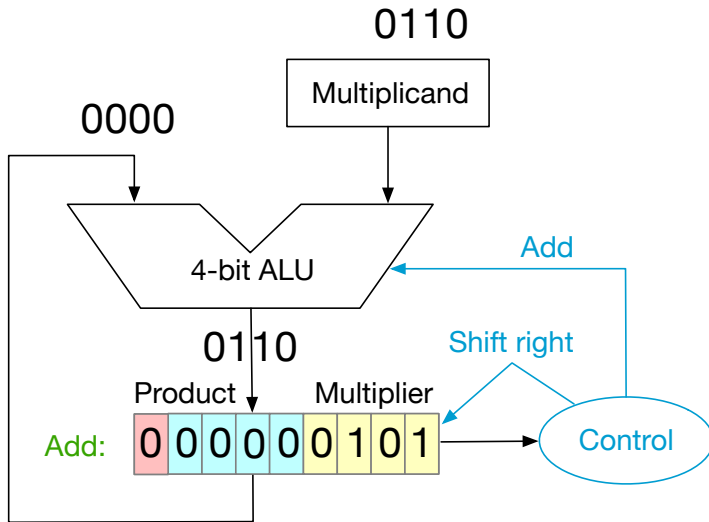 0110
Multiplicand
0000
4-bit ALU
Add
0110
Shift right
Product Multiplier
Add: 0 0 0 0 0 0 1 0 1
Control